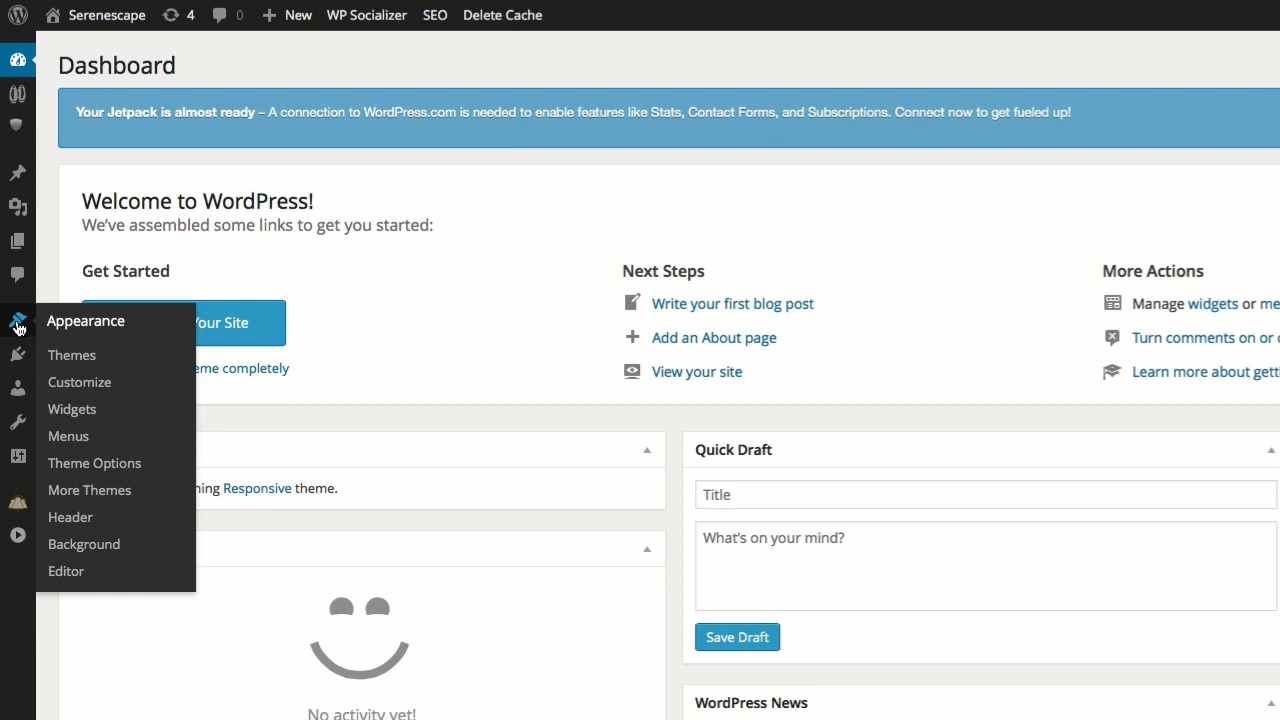 Serenescape 4 0 New WP Socializer SEO Delete Cache
Dashboard
Your Jetpack is almost ready – A connection to WordPress.com is needed to enable features like Stats, Contact Forms, and Subscriptions. Connect now to get fueled up!
Welcome to WordPress!
We've assembled some links to get you started:
Get Started
Your Site
eme completely
Next Steps
Write your first blog post
Add an About page
View your site
More Actions
Manage widgets or me
Turn comments on or
Learn more about getti
Appearance
Themes
Customize
Widgets
Menus
Theme Options
More Themes
Header
Background
Editor
ning Responsive theme.
No activity yet!
Quick Draft
Title
What's on your mind?
Save Draft
WordPress News